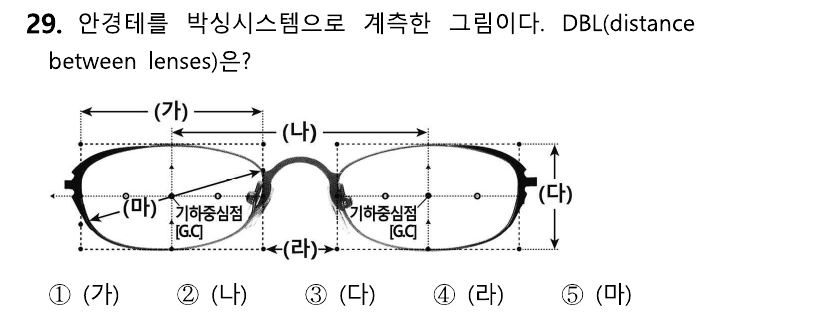 29. 안경테를 박싱시스템으로 계측한 그림이다. DBL(distance
between lenses)은?
(가)
(나)
(다)
(마)
기하중심점
[G.C]
기하중심점
[G.C]
(라)
① (가) ② (나) ③ (다) ④ (라) ⑤ (마)